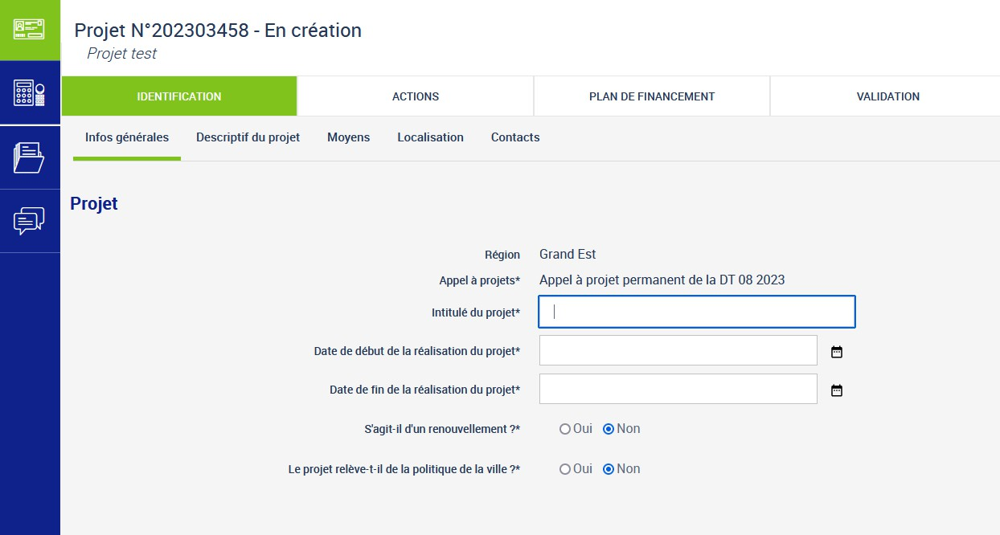 Projet N°202303458 - En création
Projet test
IDENTIFICATION ACTIONS PLAN DE FINANCEMENT VALIDATION
Infos générales Descriptif du projet Moyens Localisation Contacts
Projet
Région Grand Est
Appel à projets* Appel à projet permanent de la DT 08 2023
Intitulé du projet*
Date de début de la réalisation du projet*
Date de fin de la réalisation du projet*
S'agit-il d'un renouvellement ?* Oui Non
Le projet relève-t-il de la politique de la ville ?* Oui Non